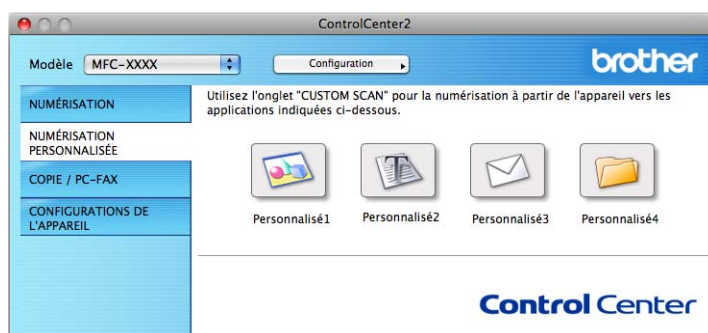 ControlCenter2
Modèle MFC-XXXX Configuration brother
NUMÉRISATION
NUMÉRISATION
PERSONNALISÉE
COPIE / PC-FAX
CONFIGURATIONS DE
L'APPAREIL
Utilisez l'onglet "CUSTOM SCAN" pour la numérisation à partir de l'appareil vers les
applications indiquées ci-dessous.
Personnalisé1 Personnalisé2 Personnalisé3 Personnalisé4
Control Center